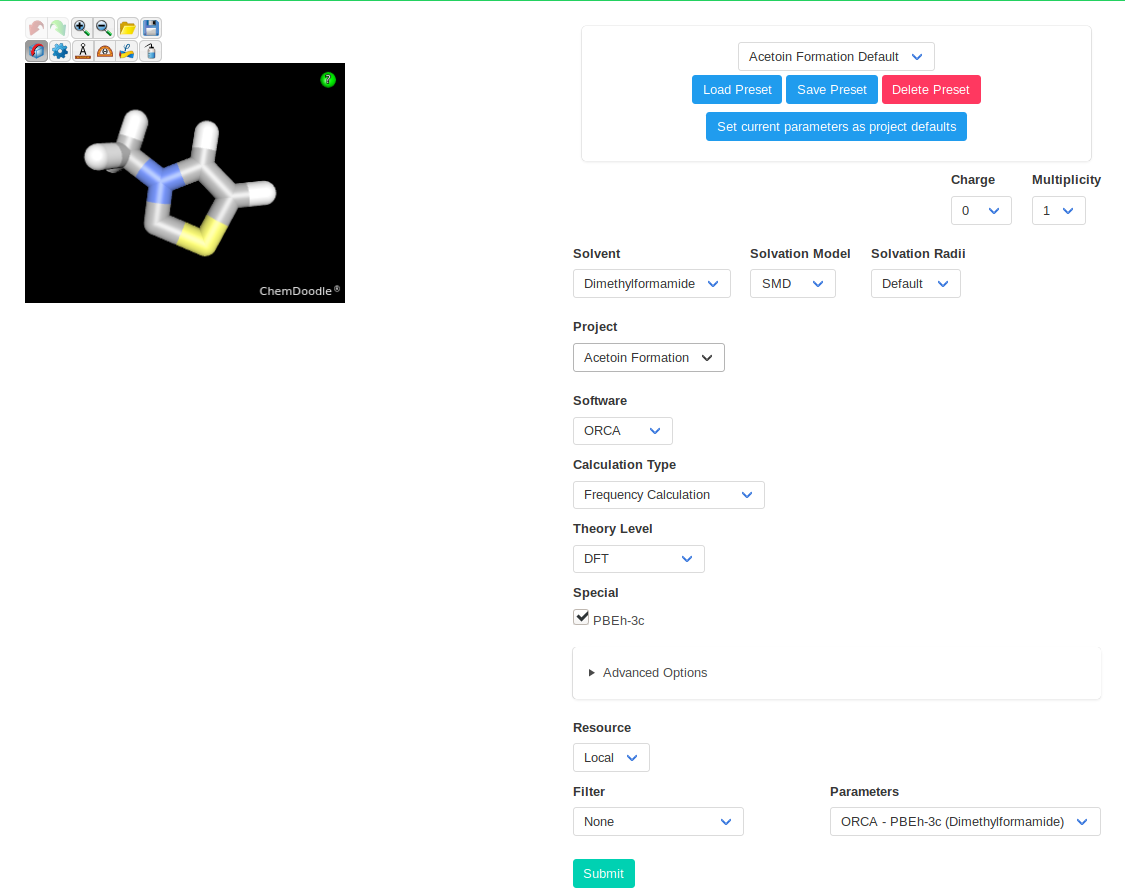 ?
ChemDoodle®
Acetoin Formation Default
Load Preset Save Preset Delete Preset
Set current parameters as project defaults
Charge Multiplicity
0 1
Solvent Solvation Model Solvation Radii
Dimethylformamide SMD Default
Project
Acetoin Formation
Software
ORCA
Calculation Type
Frequency Calculation
Theory Level
DFT
Special
PBEh-3c
Advanced Options
Resource
Local
Filter Parameters
None ORCA - PBEh-3c (Dimethylformamide)
Submit